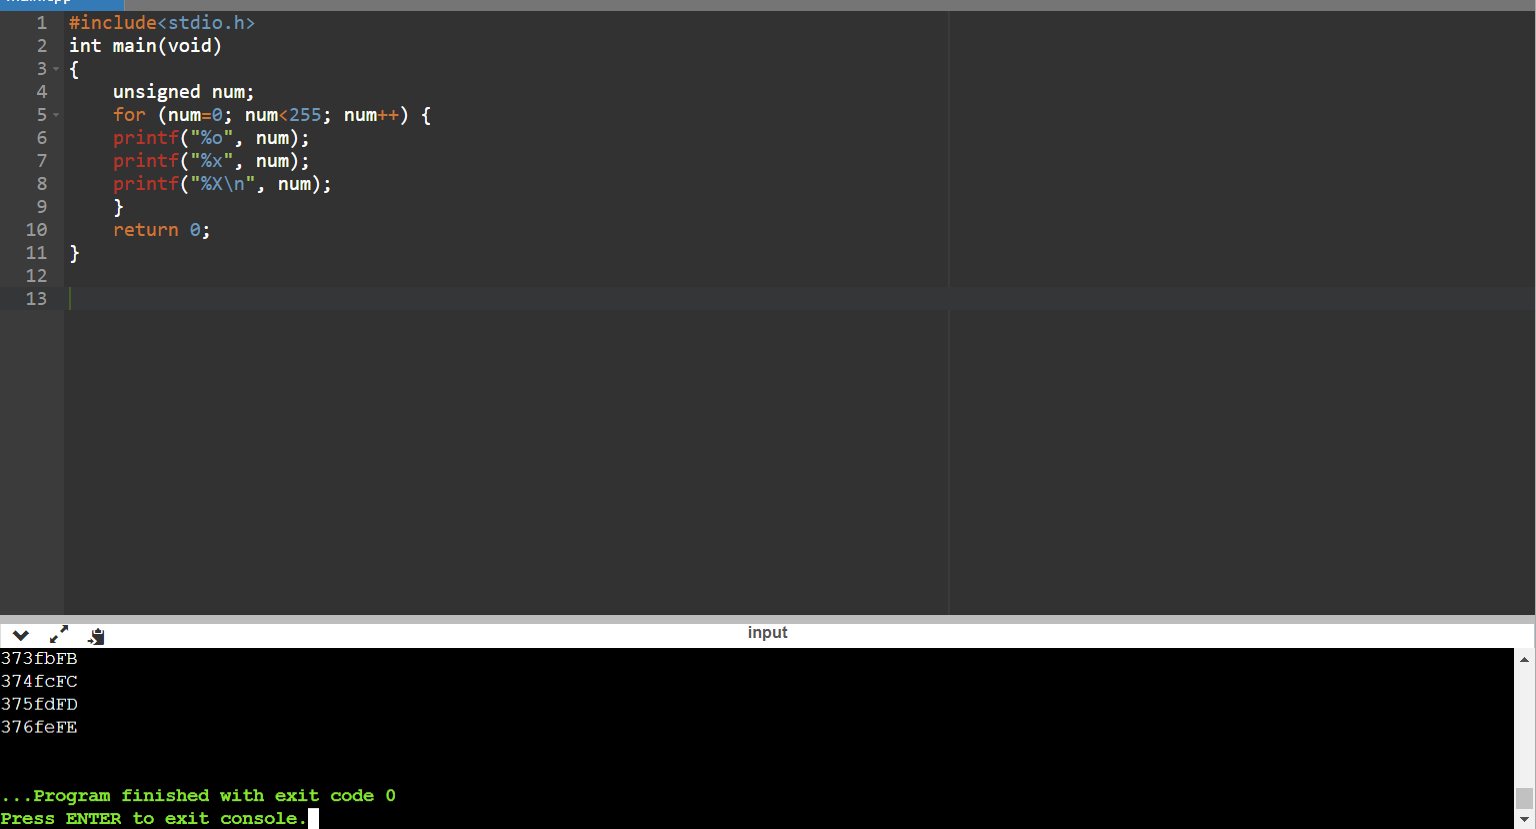 1 #include<stdio.h>
2 int main(void)
3 {
4 unsigned num;
5 for (num=0; num<255; num++) {
6 printf("%o", num);
7 printf("%x", num);
8 printf("%X\n", num);
9 }
10 return 0;
11 }
12
13
input
373fbFB
374fcFC
375fdFD
376feFE
...Program finished with exit code 0
Press ENTER to exit console.